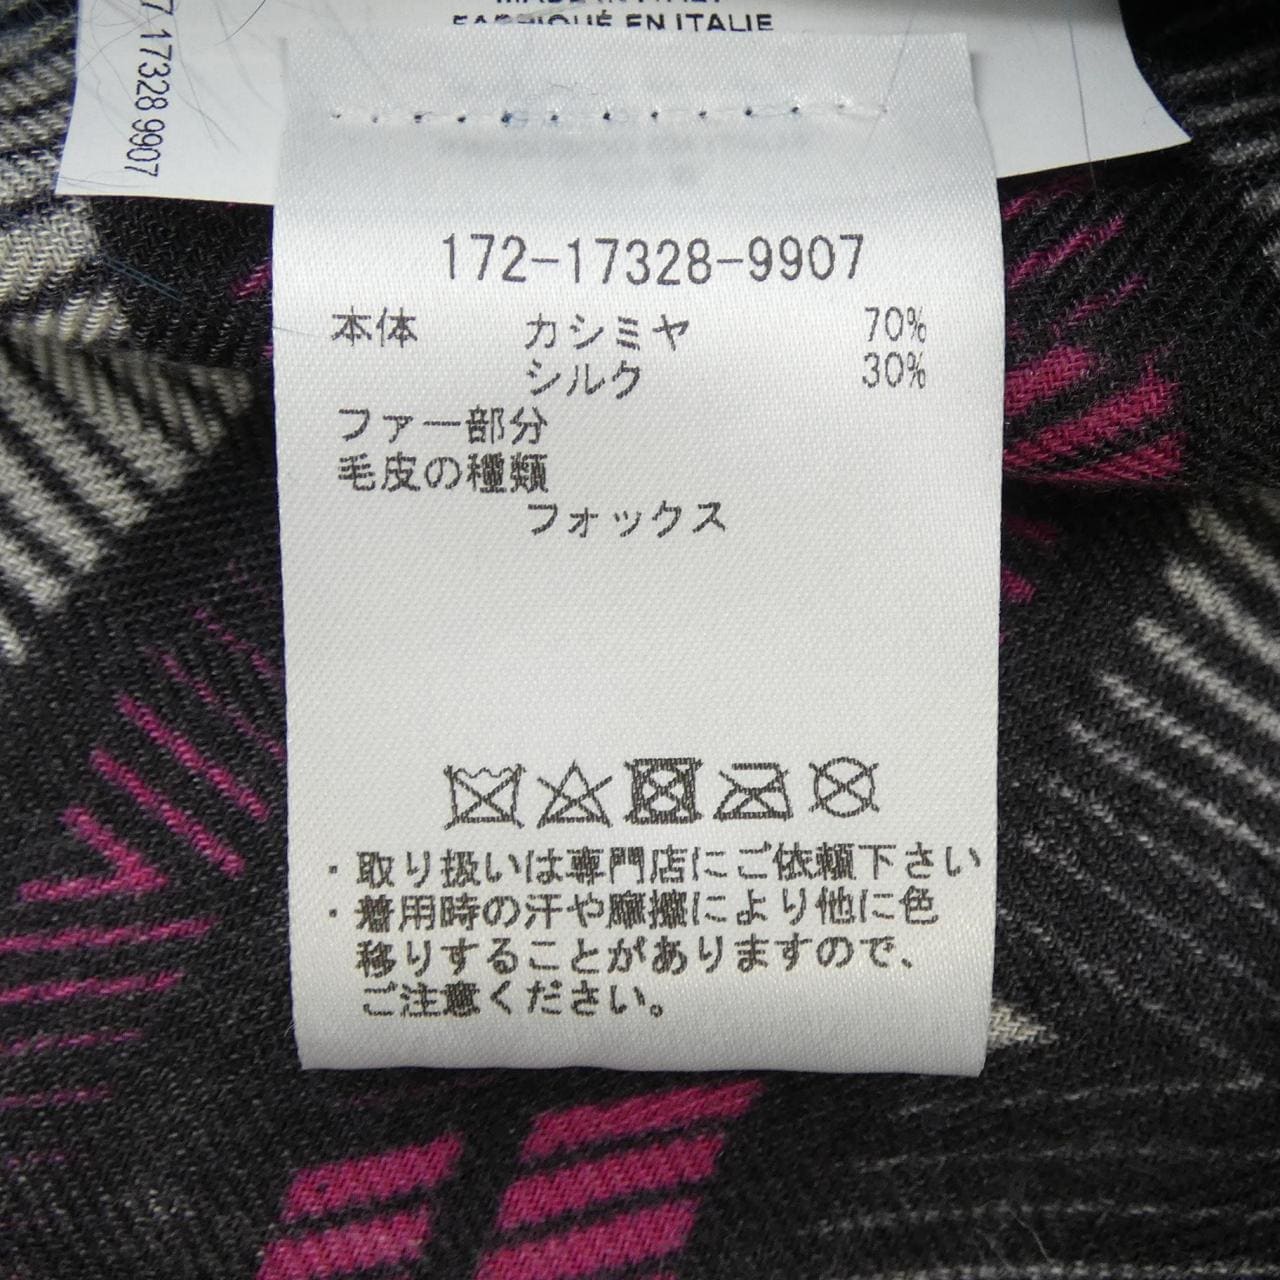 FABRIQUÉ EN ITALIE
17328 9907
172-17328-9907
本体 カシミヤ 70%
シルク 30%
ファー部分
毛皮の種類
フォックス
・取り扱いは専門店にご依頼下さい
・着用時の汗や摩擦により他に色
移りすることがありますので、
ご注意ください。